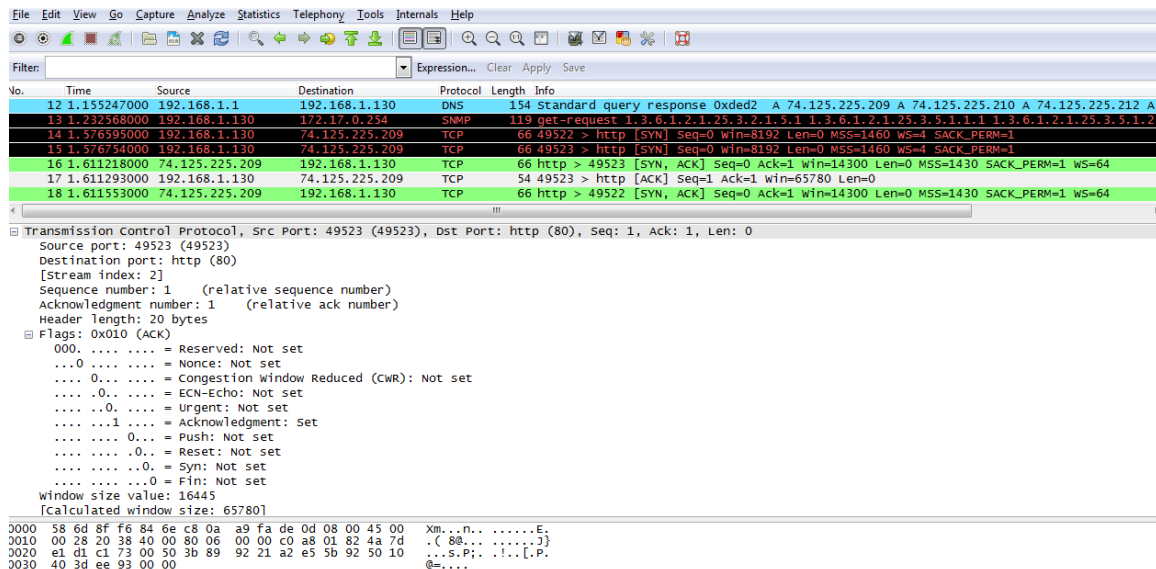 File Edit View Go Capture Analyze Statistics Telephony Tools Internals Help
Filter: Expression... Clear Apply Save
No. Time Source Destination Protocol Length Info
12 1.155247000 192.168.1.1 192.168.1.130 DNS 154 Standard query response 0xded2 A 74.125.225.209 A 74.125.225.210 A 74.125.225.212 A
13 1.232568000 192.168.1.130 172.17.0.254 SNMP 119 get-request 1.3.6.1.2.1.25.3.2.1.5.1 1.3.6.1.2.1.25.3.5.1.1.1 1.3.6.1.2.1.25.3.5.1.2
14 1.576595000 192.168.1.130 74.125.225.209 TCP 66 49522 > http [SYN] Seq=0 Win=8192 Len=0 MSS=1460 WS=4 SACK_PERM=1
15 1.576754000 192.168.1.130 74.125.225.209 TCP 66 49523 > http [SYN] Seq=0 Win=8192 Len=0 MSS=1460 WS=4 SACK_PERM=1
16 1.611218000 74.125.225.209 192.168.1.130 TCP 66 http > 49523 [SYN, ACK] Seq=0 Ack=1 Win=14300 Len=0 MSS=1430 SACK_PERM=1 WS=64
17 1.611293000 192.168.1.130 74.125.225.209 TCP 54 49523 > http [ACK] Seq=1 Ack=1 Win=65780 Len=0
18 1.611553000 74.125.225.209 192.168.1.130 TCP 66 http > 49522 [SYN, ACK] Seq=0 Ack=1 Win=14300 Len=0 MSS=1430 SACK_PERM=1 WS=64
Transmission Control Protocol, Src Port: 49523 (49523), Dst Port: http (80), Seq: 1, Ack: 1, Len: 0
Source port: 49523 (49523)
Destination port: http (80)
[Stream index: 2]
Sequence number: 1 (relative sequence number)
Acknowledgment number: 1 (relative ack number)
Header length: 20 bytes
Flags: 0x010 (ACK)
000. .... .... = Reserved: Not set
...0 .... .... = Nonce: Not set
.... 0... .... = Congestion Window Reduced (CWR): Not set
.... .0.. .... = ECN-Echo: Not set
.... ..0. .... = Urgent: Not set
.... ...1 .... = Acknowledgment: Set
.... .... 0... = Push: Not set
.... .... .0.. = Reset: Not set
.... .... ..0. = Syn: Not set
.... .... ...0 = Fin: Not set
Window size value: 16445
[Calculated window size: 65780]
0000 58 6d 8f f6 84 6e c8 0a a9 fa de 0d 08 00 45 00 Xm...n.. ......E.
0010 00 28 20 38 40 00 80 06 00 00 c0 a8 01 82 4a 7d .( 8@... ......J}
0020 e1 d1 c1 73 00 50 3b 89 92 21 a2 e5 5b 92 50 10 ...s.P;. .!..[.P.
0030 40 3d ee 93 00 00 @=....